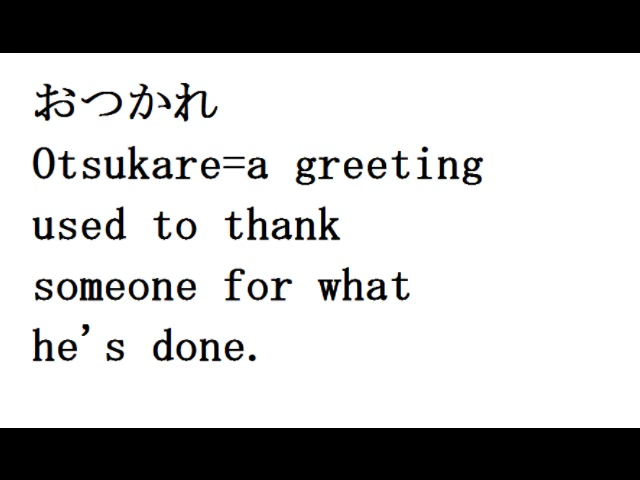 おつかれ
Otsukare=a greeting
used to thank
someone for what
he's done.